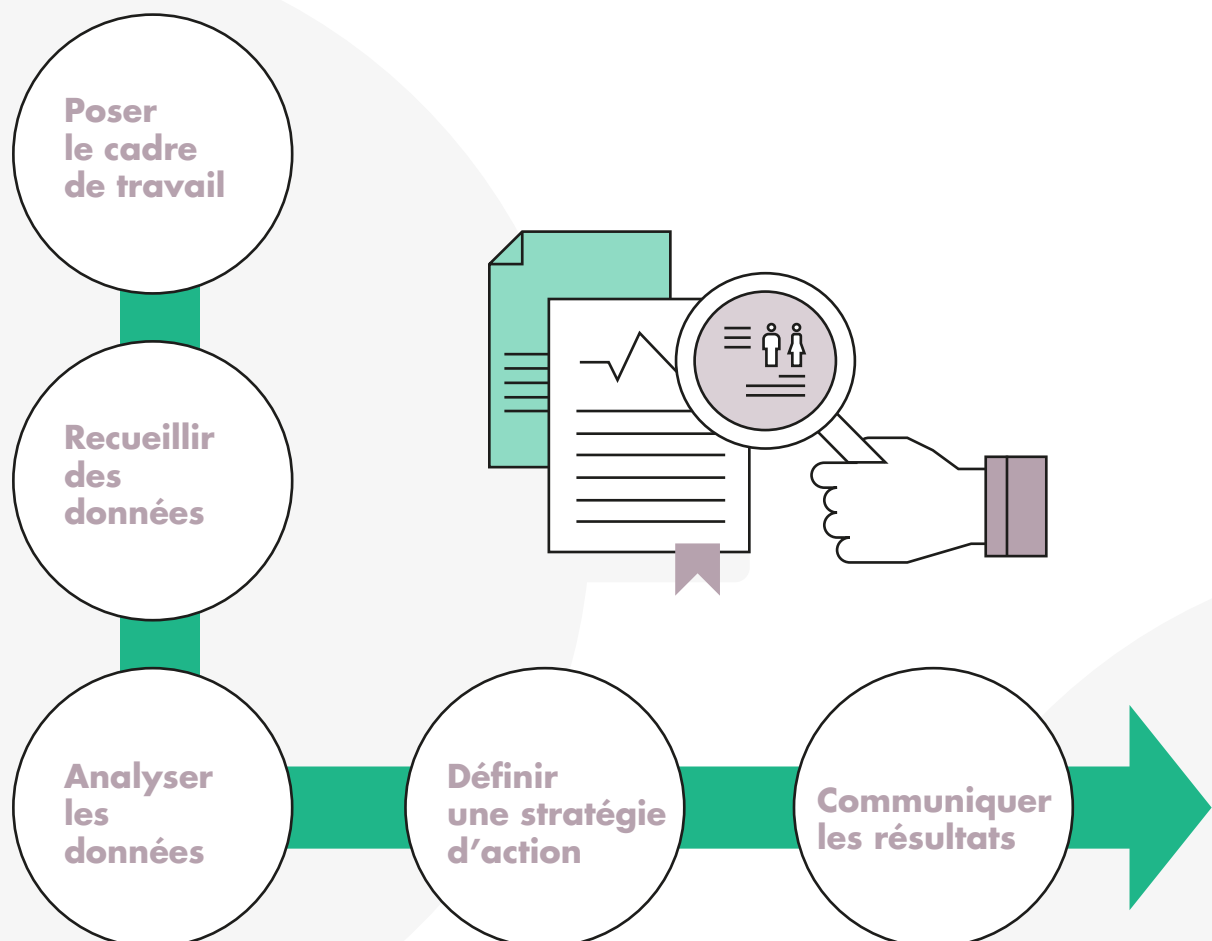 Poser
le cadre
de travail
Recueillir
des
données
Analyser
les
données
Définir
une stratégie
d’action
Communiquer
les résultats